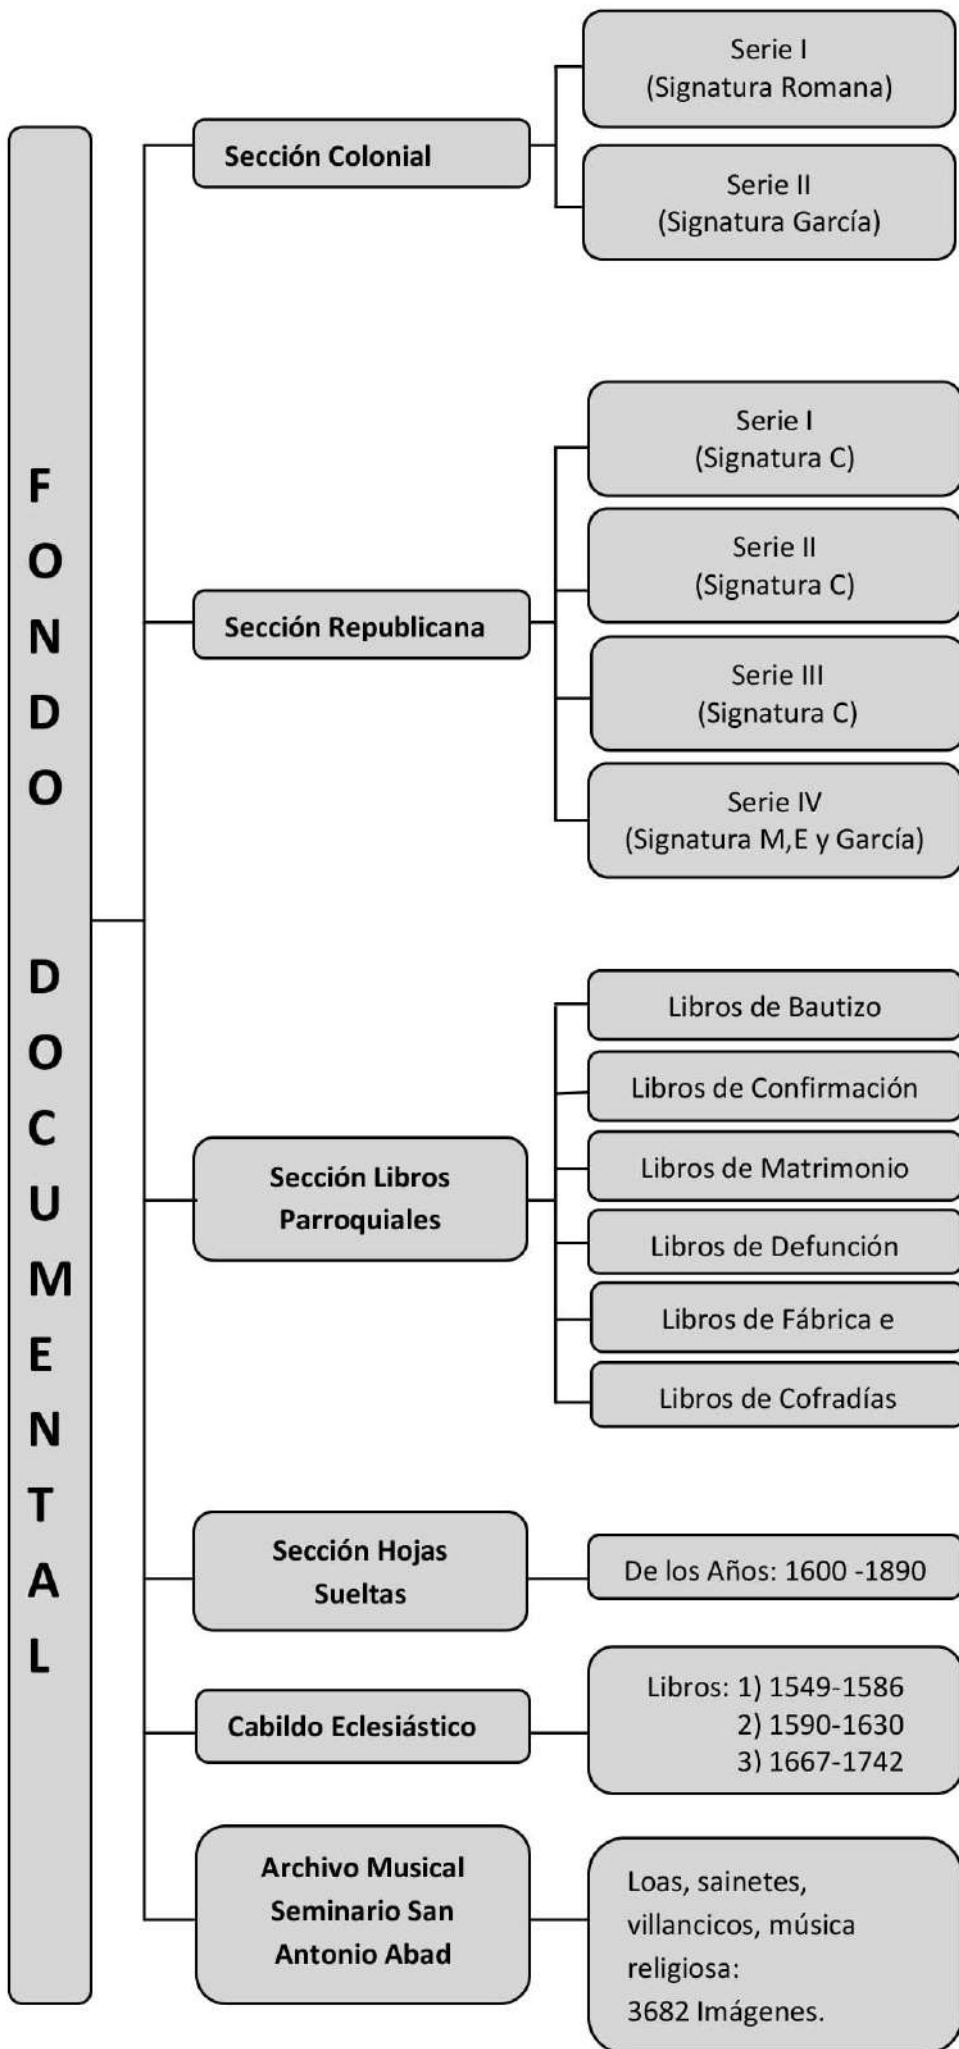 FONDO DOCUMENTAL
Sección Colonial
Serie I
(Signatura Romana)
Serie II
(Signatura García)
Sección Republicana
Serie I
(Signatura C)
Serie II
(Signatura C)
Serie III
(Signatura C)
Serie IV
(Signatura M,E y García)
Sección Libros
Parroquiales
Libros de Bautizo
Libros de Confirmación
Libros de Matrimonio
Libros de Defunción
Libros de Fábrica e
Libros de Cofradías
Sección Hojas
Sueltas
De los Años: 1600 -1890
Cabildo Eclesiástico
Libros: 1) 1549-1586
2) 1590-1630
3) 1667-1742
Archivo Musical
Seminario San
Antonio Abad
Loas, sainetes,
villancicos, música
religiosa:
3682 Imágenes.